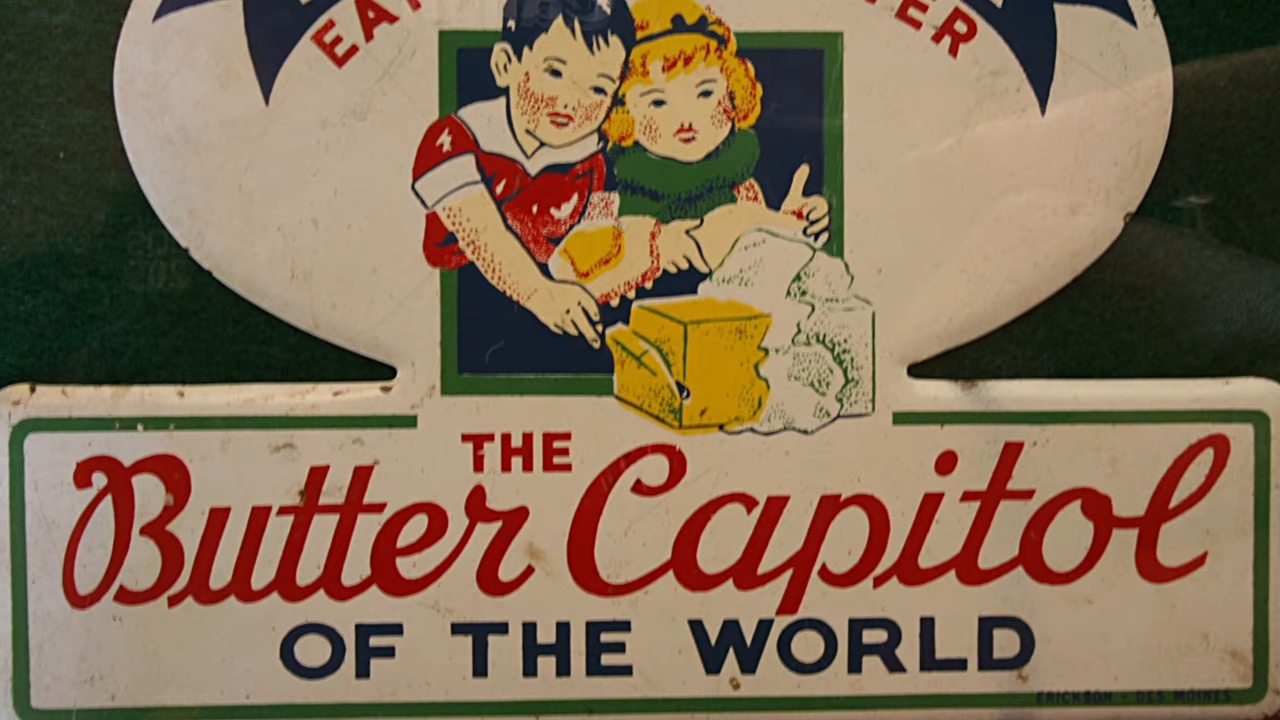 THE
Butter Capitol
OF THE WORLD
ERICKSON - DES MOINES